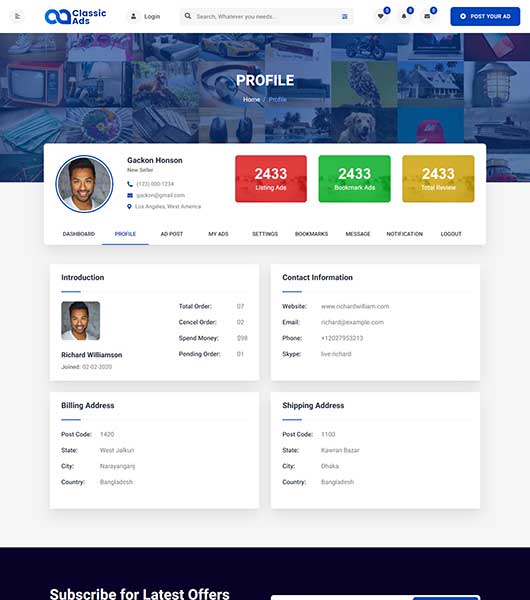 Classic
Ads
Login
Search, Whatever you needs...
0
0
0
POST YOUR AD
PROFILE
Home / Profile
Gackon Honson
New Seller
(123) 000-1234
gackon@gmail.com
Los Angeles, West America
2433
Listing Ads
2433
Bookmark Ads
2433
Total Review
DASHBOARD
PROFILE
AD POST
MY ADS
SETTINGS
BOOKMARKS
MESSAGE
NOTIFICATION
LOGOUT
Introduction
Richard Williamson
Joined: 02-02-2020
Total Order: 07
Cencel Order: 02
Spend Money: $98
Pending Order: 01
Contact Information
Website: www.richardwilliam.com
Email: richard@example.com
Phone: +12027953213
Skype: live:richard
Billing Address
Post Code: 1420
State: West Jalkuri
City: Narayanganj
Country: Bangladesh
Shipping Address
Post Code: 1100
State: Kawran Bazar
City: Dhaka
Country: Bangladesh
Subscribe for Latest Offers